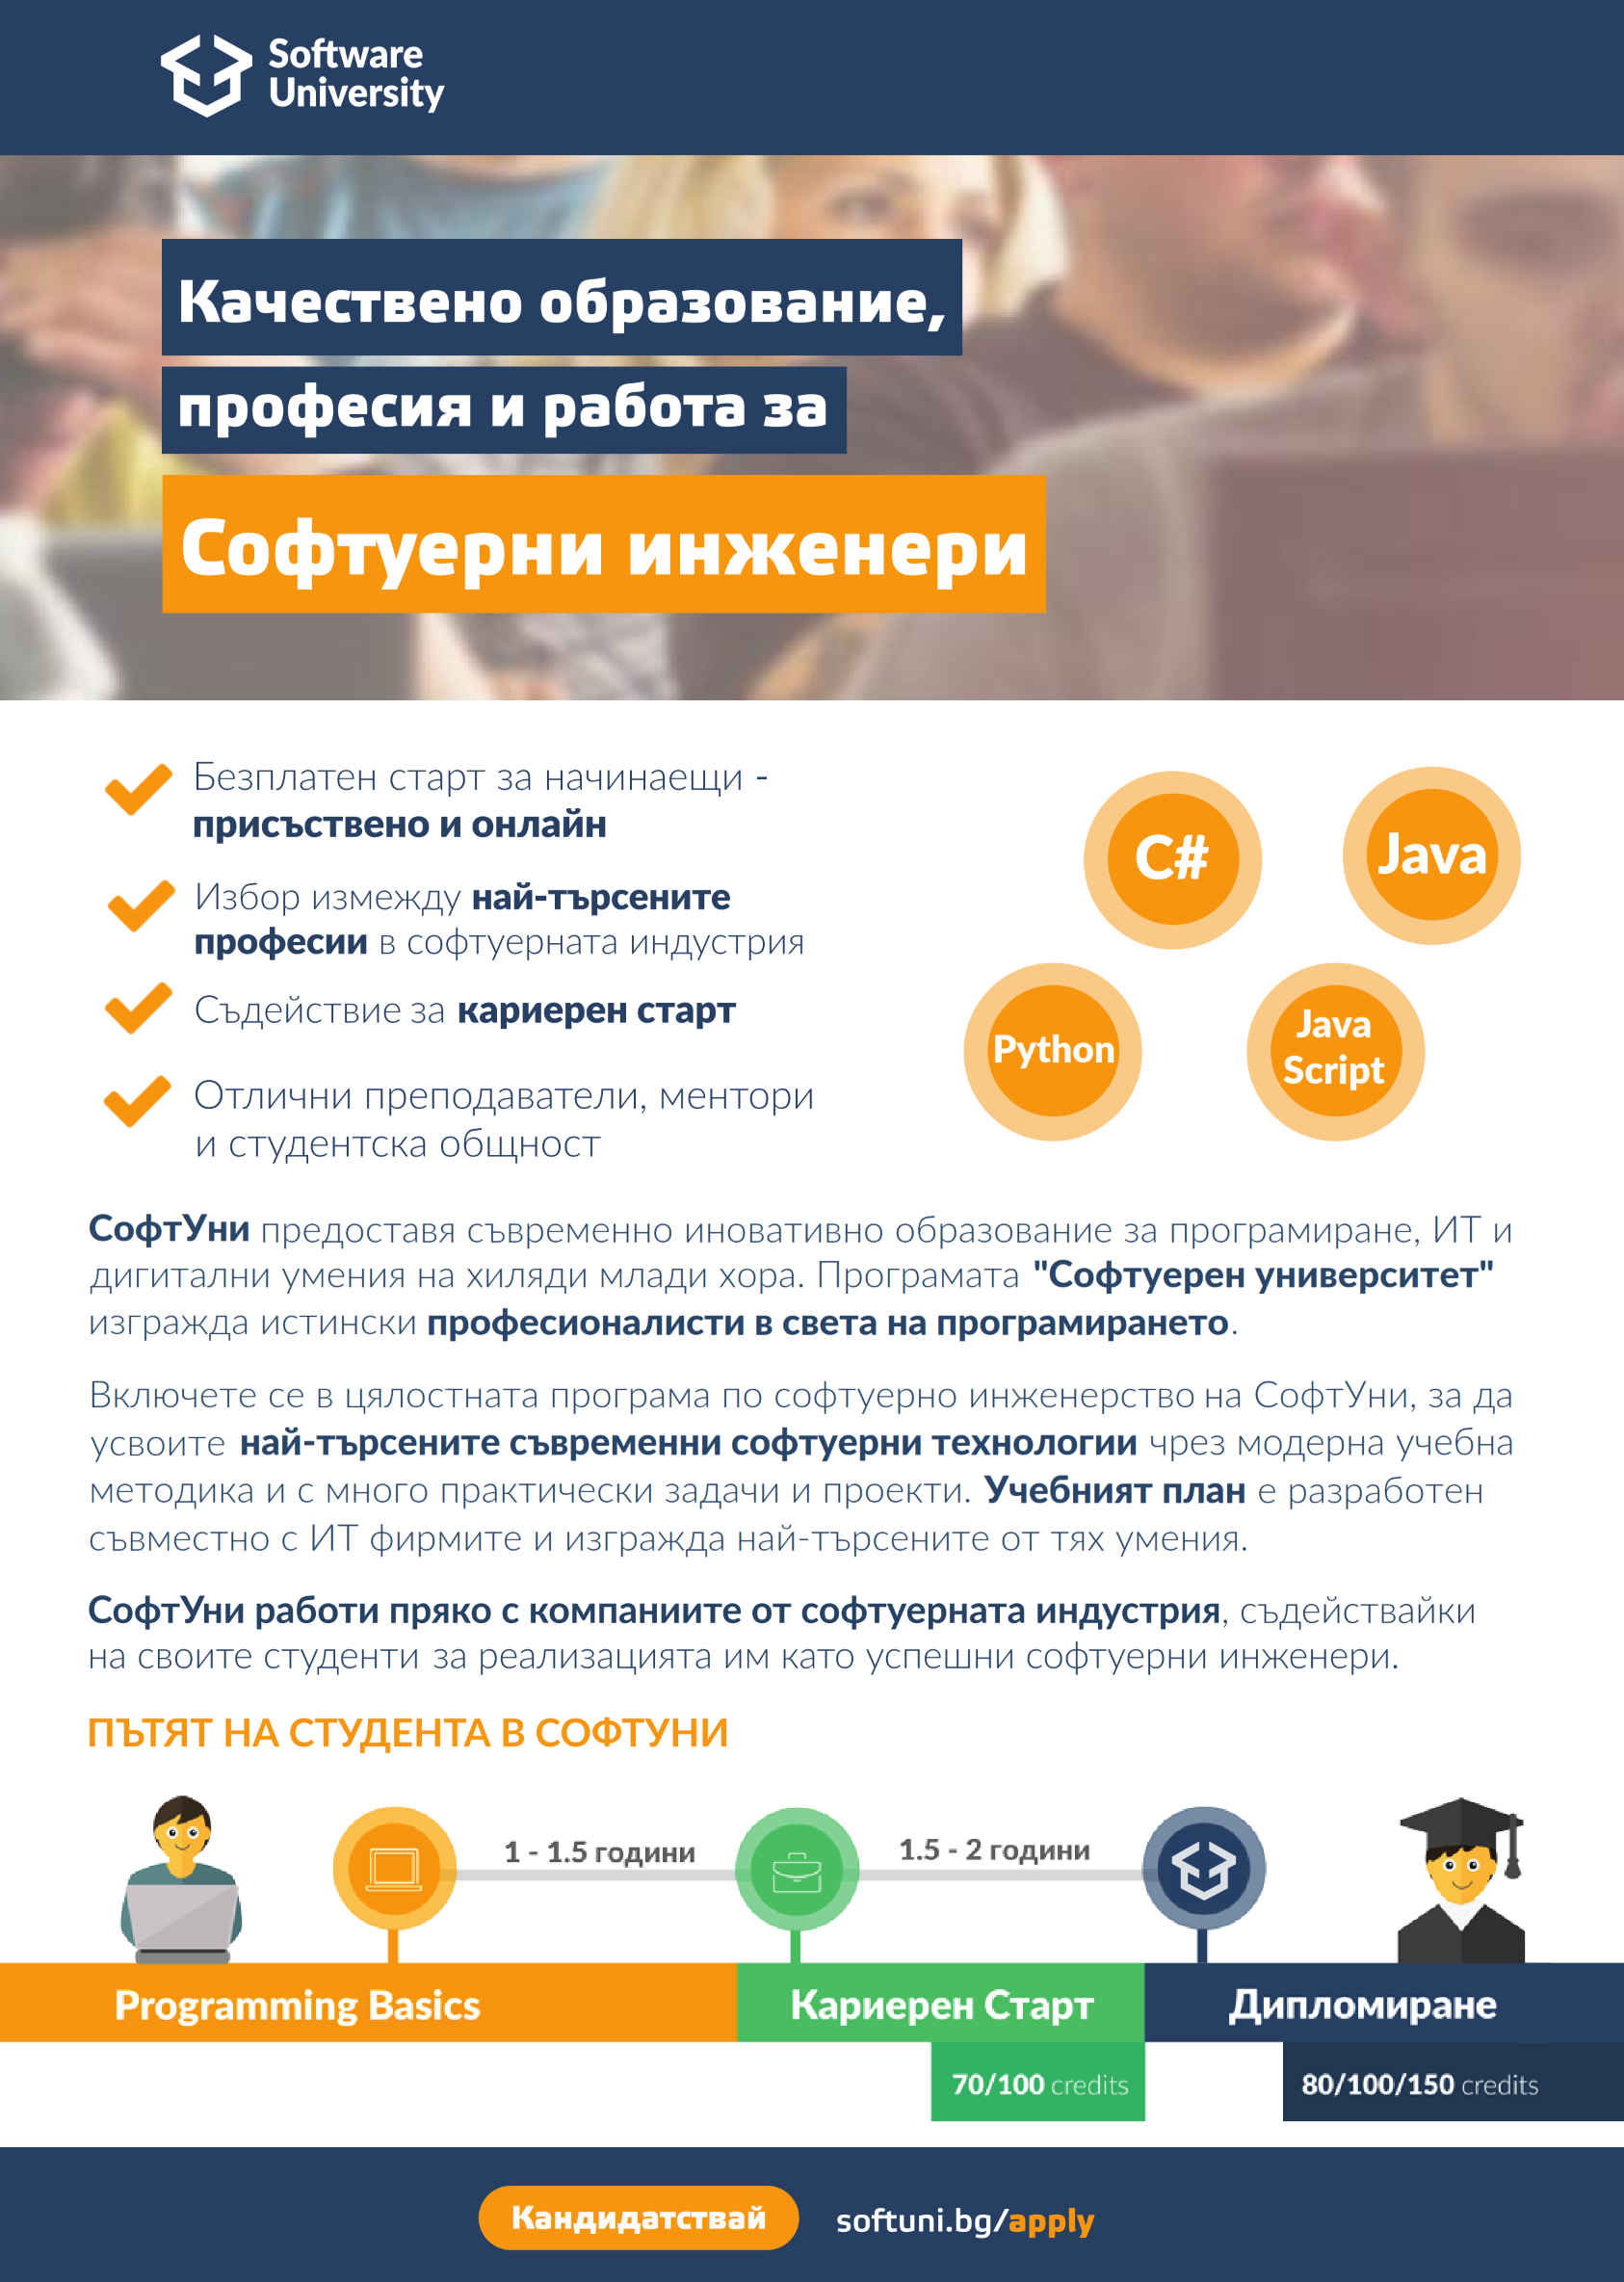 Software
University
Качествено образование,
професия и работа за
Софтуерни инженери
Безплатен старт за начинаещи -
присъствено и онлайн
Избор измежду най-търсените
професии в софтуерната индустрия
Съдействие за кариерен старт
Отлични преподаватели, ментори
и студентска общност
C#
Java
Python
Java
Script
СофтУни предоставя съвременно иновативно образование за програмиране, ИТ и
дигитални умения на хиляди млади хора. Програмата "Софтуерен университет"
изгражда истински професионалисти в света на програмирането.
Включете се в цялостната програма по софтуерно инженерство на СофтУни, за да
усвоите най-търсените съвременни софтуерни технологии чрез модерна учебна
методика и с много практически задачи и проекти. Учебният план е разработен
съвместно с ИТ фирмите и изгражда най-търсените от тях умения.
СофтУни работи пряко с компаниите от софтуерната индустрия, съдействайки
на своите студенти за реализацията им като успешни софтуерни инженери.
ПЪТЯТ НА СТУДЕНТА В СОФТУНИ
1 - 1.5 години
1.5 - 2 години
Programming Basics
Кариерен Старт
Дипломиране
70/100 credits
80/100/150 credits
Кандидатствай
softuni.bg/apply